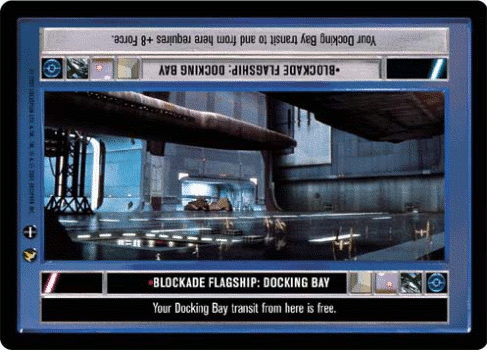 Your Docking Bay transit to and from here requires +8 Force.
•BLOCKADE FLAGSHIP: DOCKING BAY
•BLOCKADE FLAGSHIP: DOCKING BAY
Your Docking Bay transit from here is free.